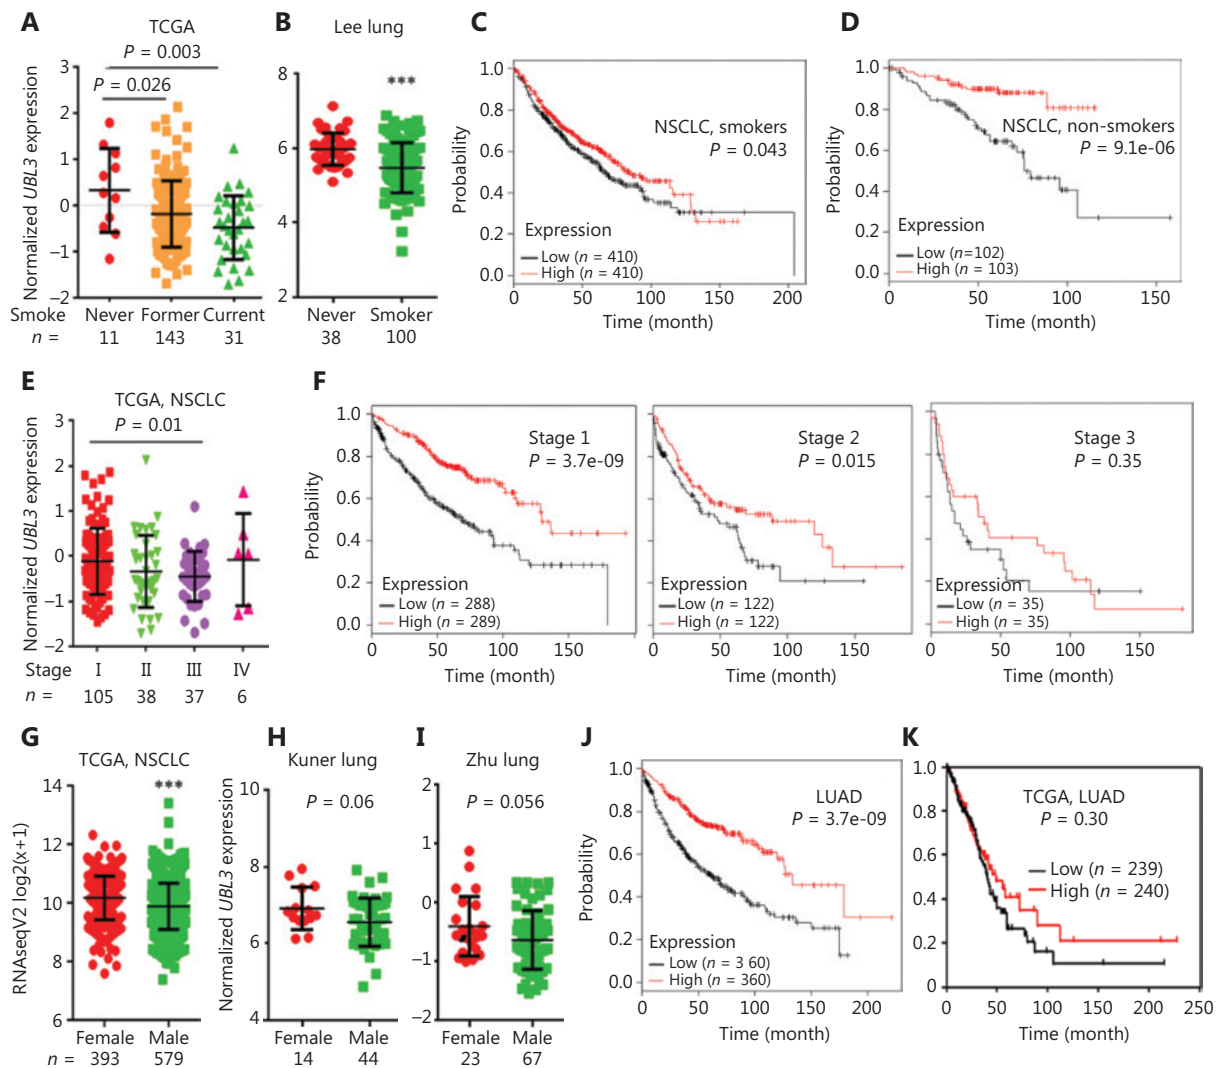 A
TCGA
P = 0.003
P = 0.026
Normalized UBL3 expression
3
2
1
0
−1
−2
Smoke Never Former Current
n = 11 143 31
B
Lee lung
***
8
6
4
2
Never Smoker
38 100
C
NSCLC, smokers
P = 0.043
Probability
1.0
0.8
0.6
0.4
0.2
0.0
Expression
Low (n = 410)
High (n = 410)
0 50 100 150 200
Time (month)
D
NSCLC, non-smokers
P = 9.1e-06
Probability
1.0
0.8
0.6
0.4
0.2
0.0
Expression
Low (n=102)
High (n = 103)
0 50 100 150
Time (month)
E
TCGA, NSCLC
P = 0.01
Normalized UBL3 expression
3
2
1
0
−1
−2
Stage I II III IV
n = 105 38 37 6
F
Probability
1.0
0.8
0.6
0.4
0.2
0.0
Stage 1
P = 3.7e-09
Expression
Low (n = 288)
High (n = 289)
0 50 100 150
Time (month)
Stage 2
P = 0.015
Expression
Low (n = 122)
High (n = 122)
0 50 100 150
Time (month)
Stage 3
P = 0.35
Expression
Low (n = 35)
High (n = 35)
0 50 100 150
Time (month)
G
TCGA, NSCLC
***
RNAseqV2 log2(x+1)
14
12
10
8
6
Female Male
n = 393 579
H
Kuner lung
P = 0.06
Normalized UBL3 expression
10
8
6
4
Female Male
14 44
I
Zhu lung
P = 0.056
2
1
0
−1
−2
Female Male
23 67
J
LUAD
P = 3.7e-09
Probability
1.0
0.8
0.6
0.4
0.2
0.0
Expression
Low (n = 3 60)
High (n = 360)
0 50 100 150 200
Time (month)
K
TCGA, LUAD
P = 0.30
Low (n = 239)
High (n = 240)
1.0
0.8
0.6
0.4
0.2
0
0 50 100 150 200 250
Time (month)